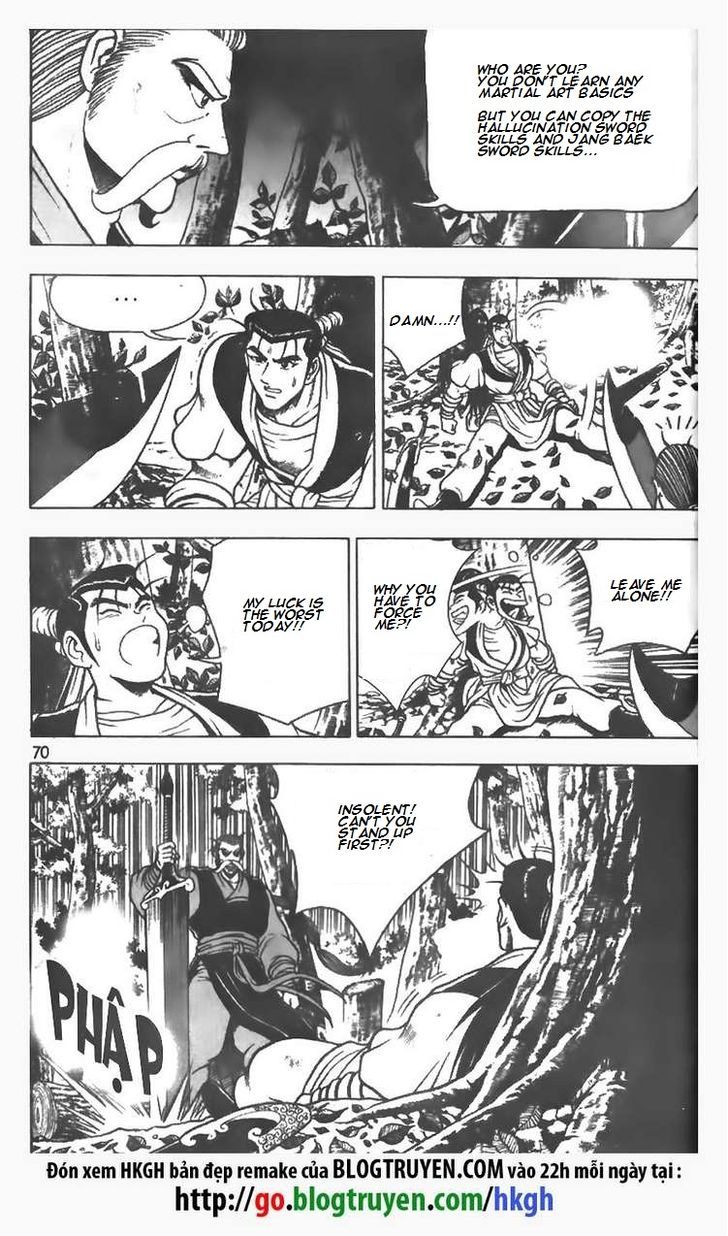 WHO ARE YOU?
YOU DON'T LEARN ANY
MARTIAL ART BASICS
BUT YOU CAN COPY THE
HALLUCINATION SWORD
SKILLS AND JANG BAEK
SWORD SKILLS...
...
DAMN...!!
MY LUCK IS
THE WORST
TODAY!!
WHY YOU
HAVE TO
FORCE
ME?!
LEAVE ME
ALONE!!
70
INSOLENT!
CAN'T YOU
STAND UP
FIRST?!
PHẬP
Đón xem HKGH bản đẹp remake của BLOGTRUYEN.COM vào 22h mỗi ngày tại :
http://go.blogtruyen.com/hkgh